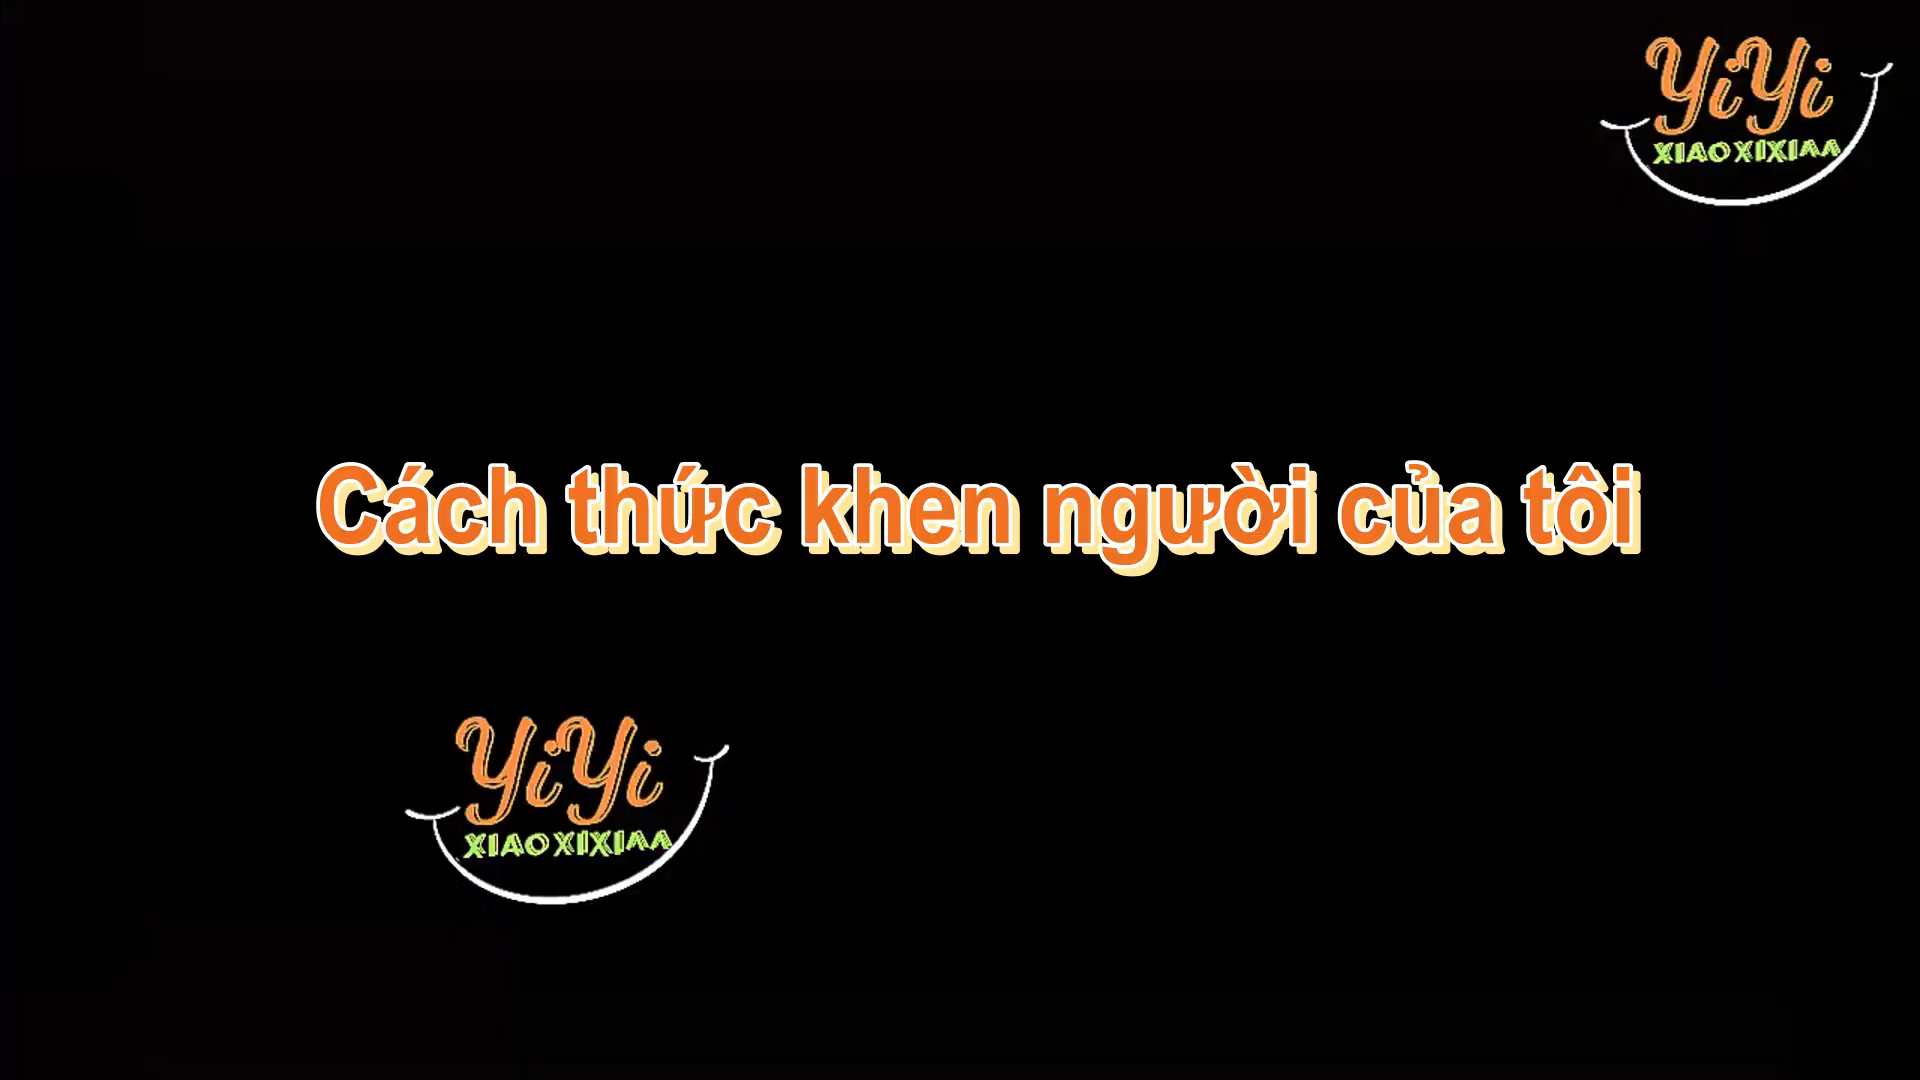 YiYi
XIAOXIXIAA
Cách thức khen người của tôi
YiYi
XIAOXIXIAA